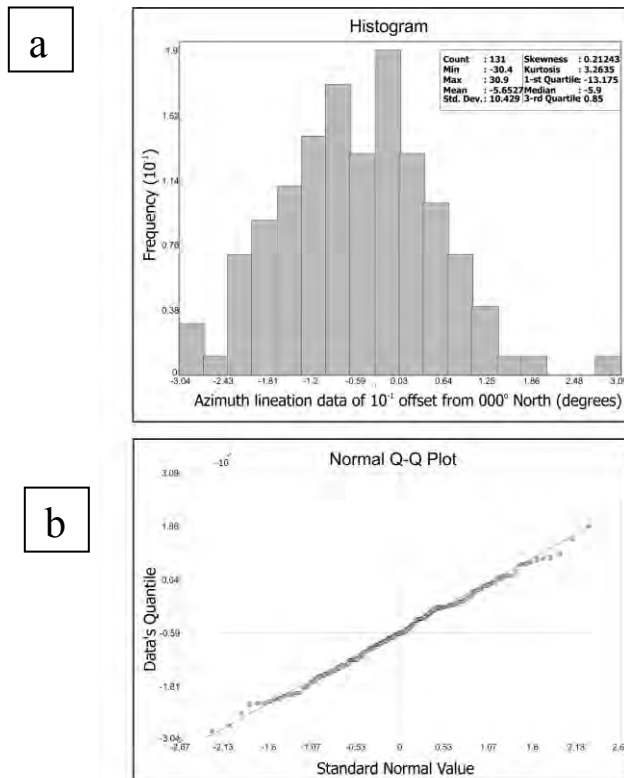 a
Histogram
1.9
1.52
1.14
0.76
0.38
0
Frequency (10⁻¹)
Count : 131 Skewness : 0.21243
Min : -30.4 Kurtosis : 3.2635
Max : 30.9 1-st Quartile: -13.175
Mean : -5.6527 Median : -5.9
Std. Dev. : 10.429 3-rd Quartile: 0.85
-3.04 -2.43 -1.81 -1.2 -0.59 0.03 0.64 1.25 1.86 2.48 3.09
Azimuth lineation data of 10⁻¹ offset from 000° North (degrees)
b
Normal Q-Q Plot
3.09
1.86
0.64
-0.59
-1.81
-3.04
Data's Quantile
-2.67 -2.13 -1.6 -1.07 -0.53 0 0.53 1.07 1.6 2.13 2.6
Standard Normal Value